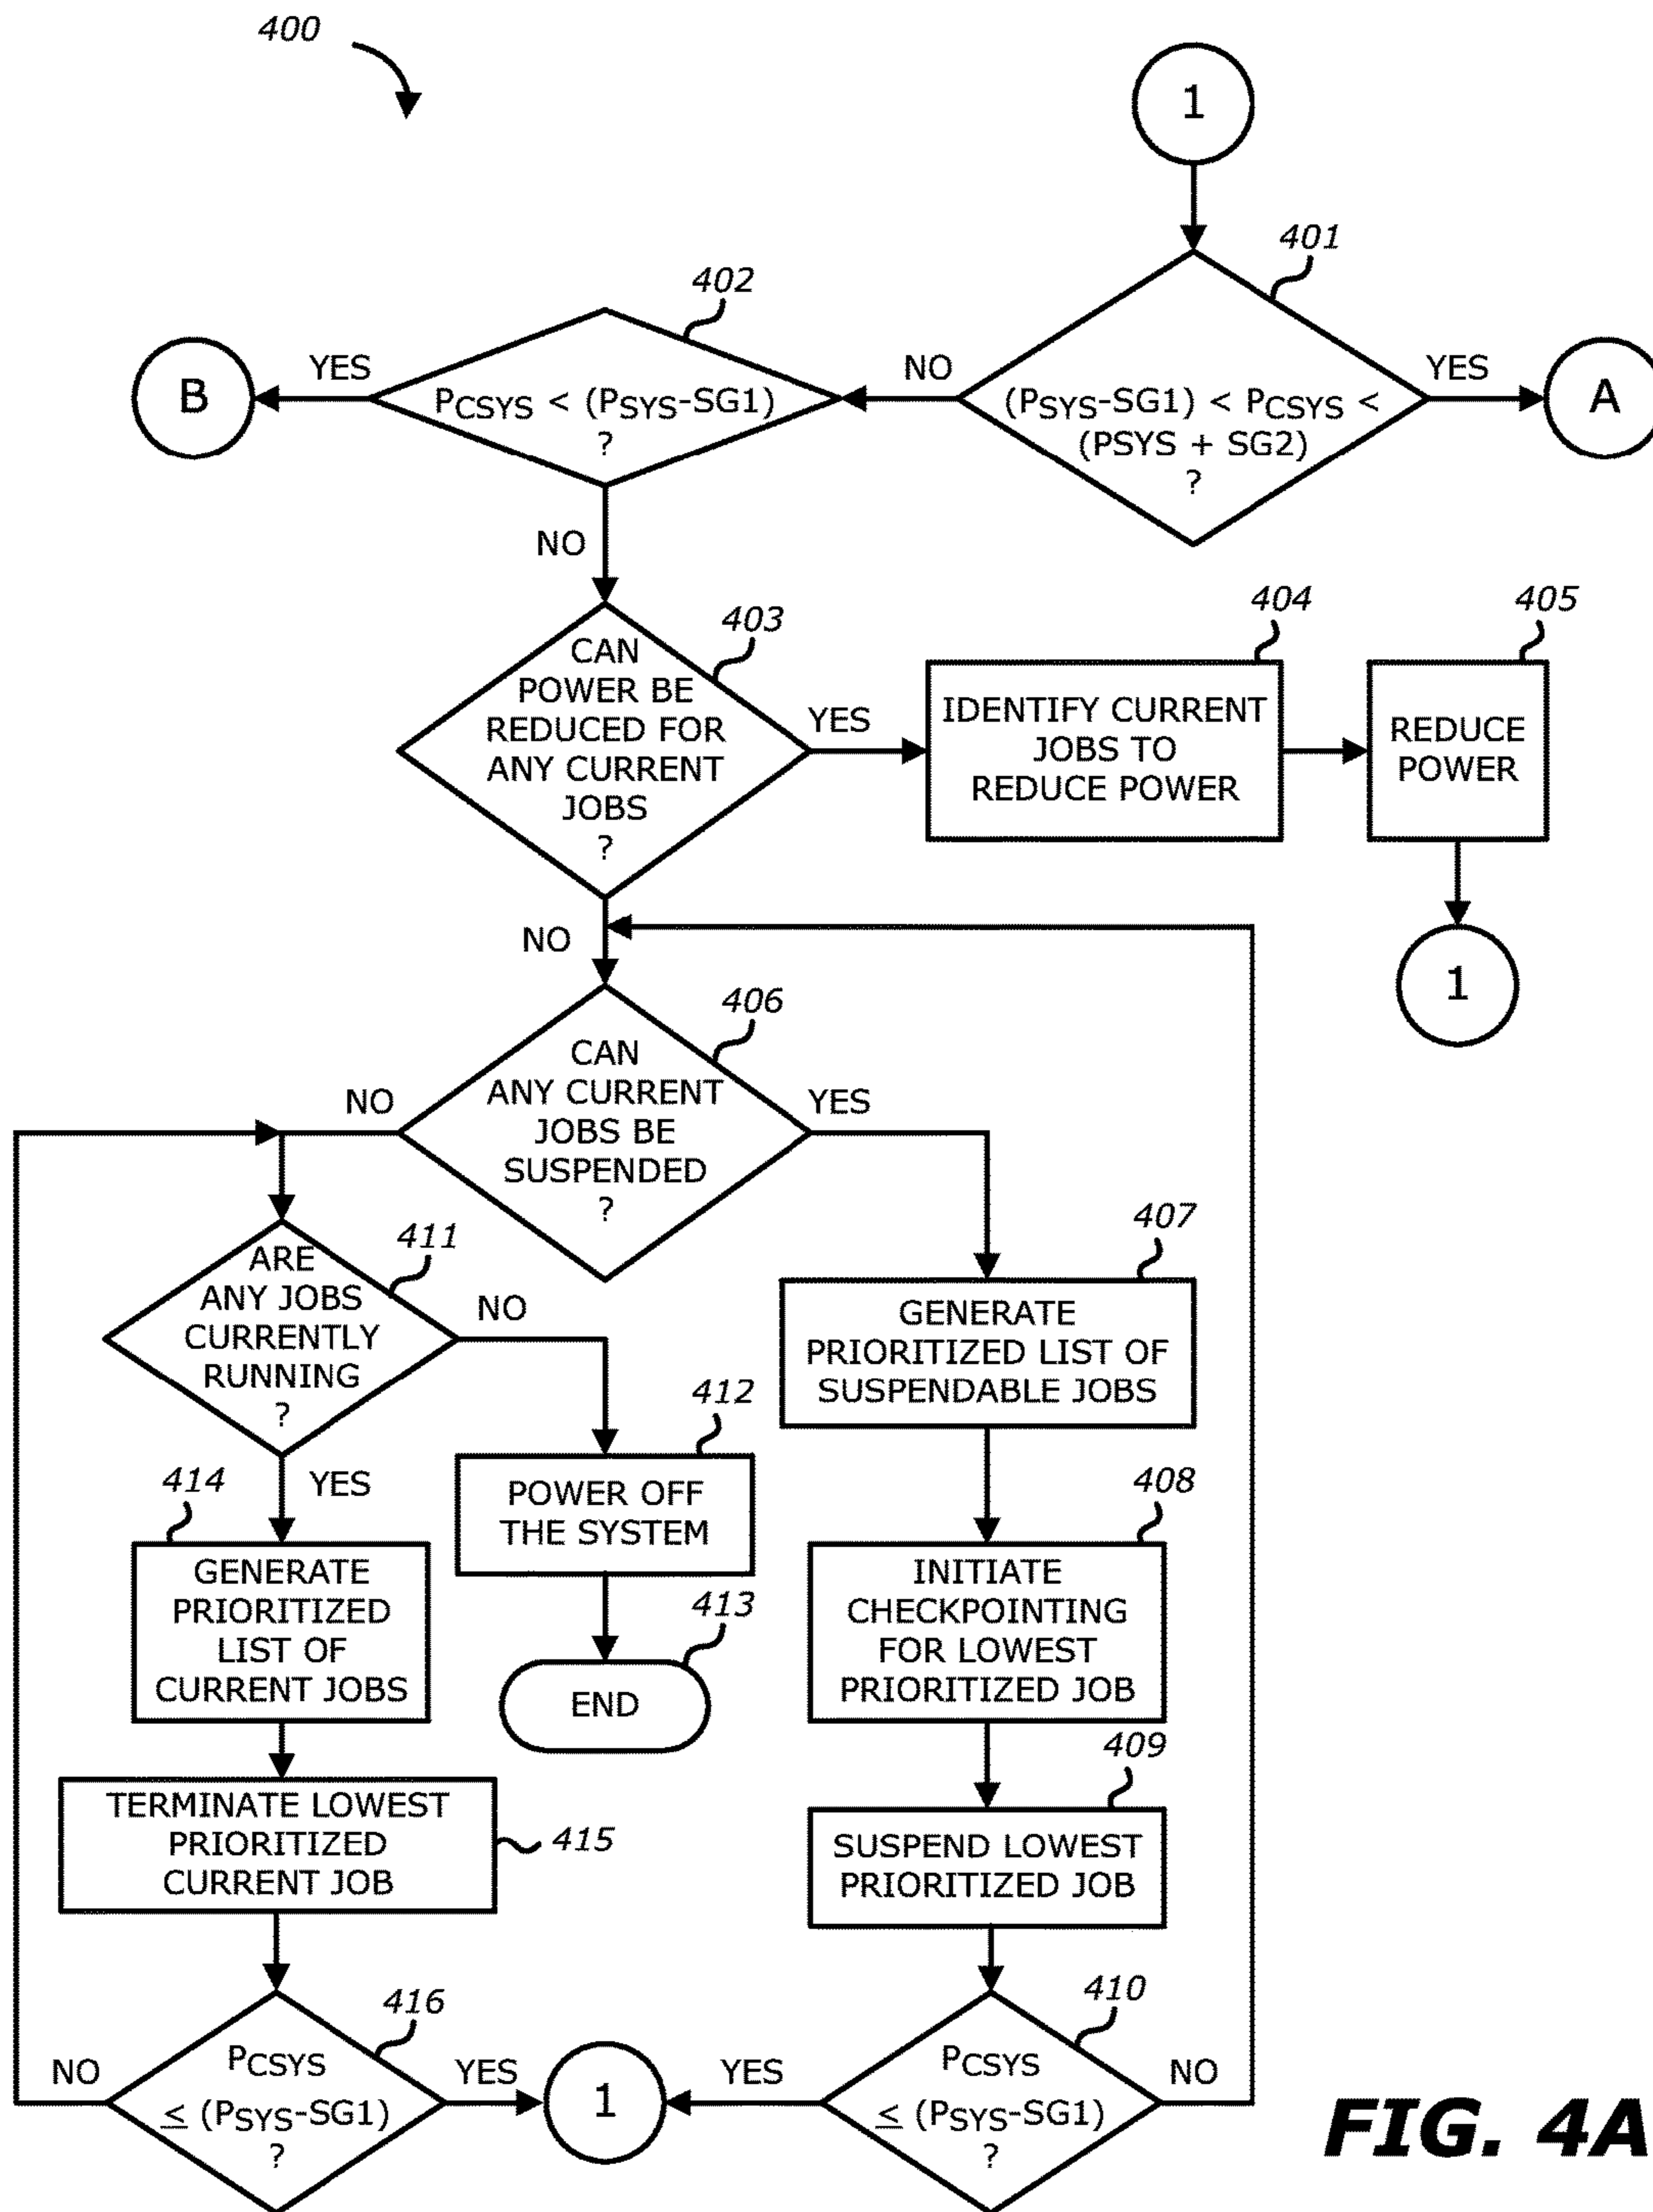 400
1
401
402
B
YES
PCSYS < (PSYS-SG1)
?
NO
(PSYS-SG1) < PCSYS <
(PSYS + SG2)
?
YES
A
NO
403
CAN
POWER BE
REDUCED FOR
ANY CURRENT
JOBS
?
YES
404
IDENTIFY CURRENT
JOBS TO
REDUCE POWER
405
REDUCE
POWER
1
NO
406
CAN
ANY CURRENT
JOBS BE
SUSPENDED
?
NO
YES
411
ARE
ANY JOBS
CURRENTLY
RUNNING
?
NO
407
GENERATE
PRIORITIZED LIST OF
SUSPENDABLE JOBS
412
POWER OFF
THE SYSTEM
YES
414
GENERATE
PRIORITIZED
LIST OF
CURRENT JOBS
413
END
408
INITIATE
CHECKPOINTING
FOR LOWEST
PRIORITIZED JOB
409
SUSPEND LOWEST
PRIORITIZED JOB
TERMINATE LOWEST
PRIORITIZED
CURRENT JOB
415
416
NO
PCSYS
≤ (PSYS-SG1)
?
YES
1
YES
410
PCSYS
≤ (PSYS-SG1)
?
NO
FIG. 4A